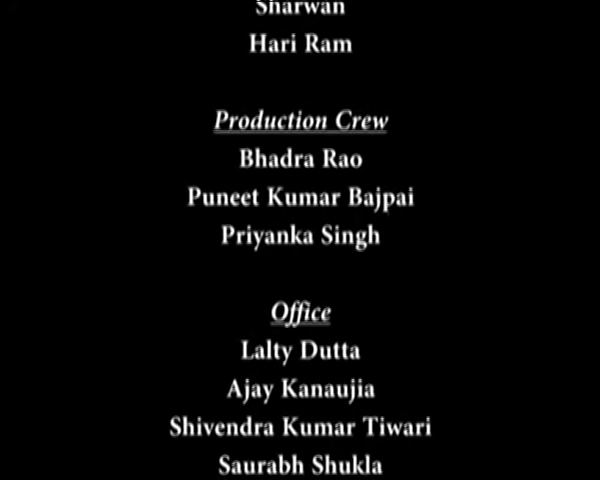 Sharwan
Hari Ram
Production Crew
Bhadra Rao
Puneet Kumar Bajpai
Priyanka Singh
Office
Lalty Dutta
Ajay Kanaujia
Shivendra Kumar Tiwari
Saurabh Shukla